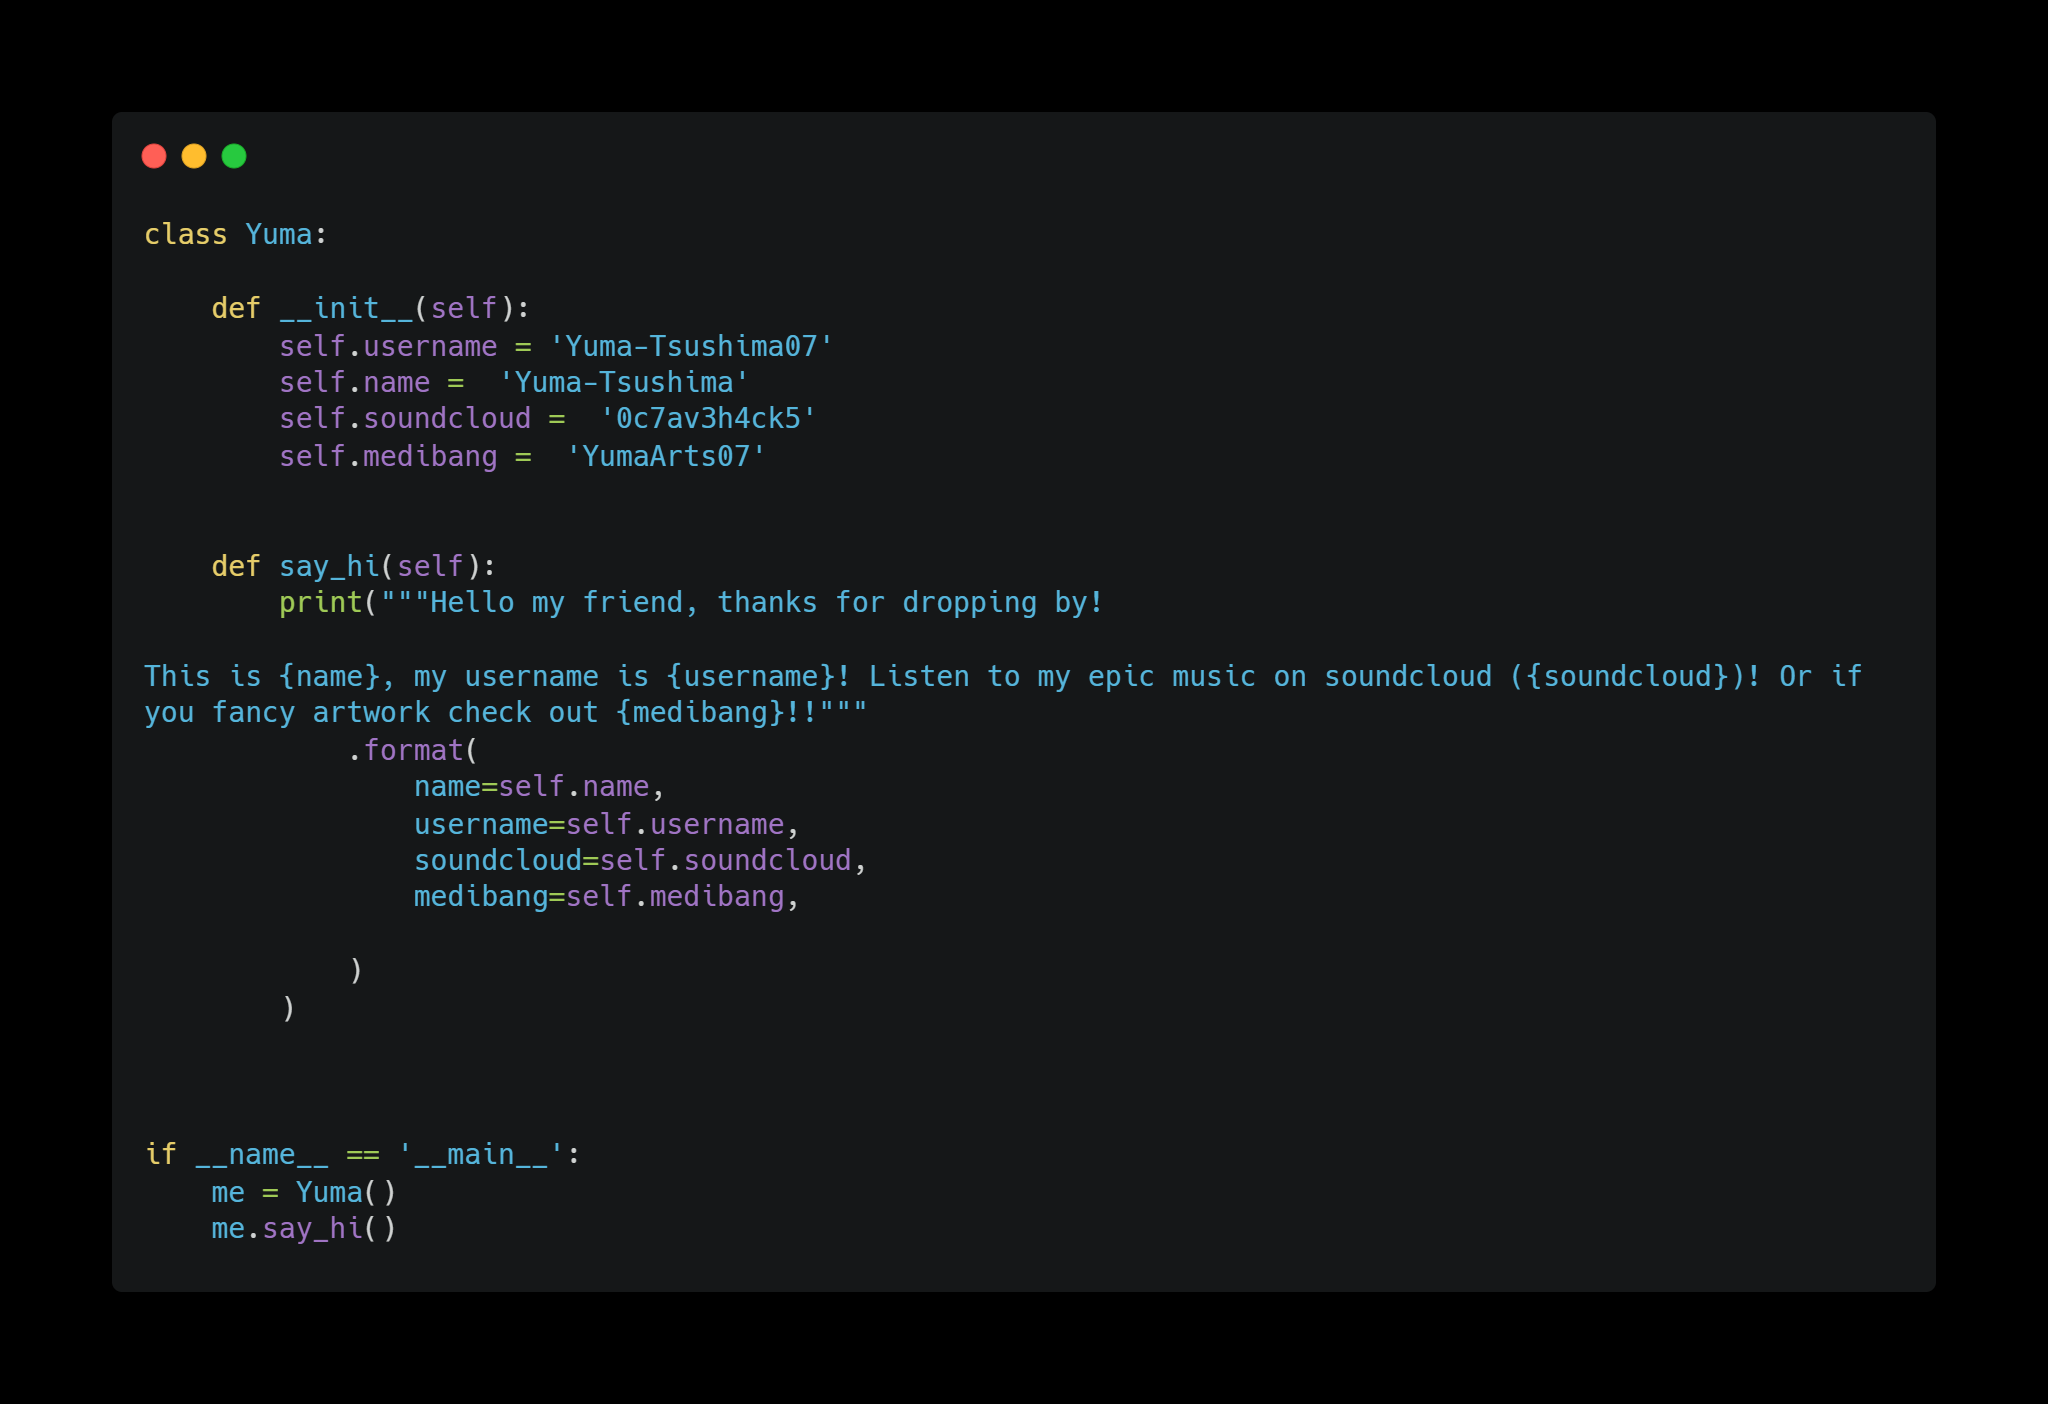 class Yuma:
    def __init__(self):
        self.username = 'Yuma-Tsushima07'
        self.name =  'Yuma-Tsushima'
        self.soundcloud =  '0c7av3h4ck5'
        self.medibang =  'YumaArts07'
    def say_hi(self):
        print("""Hello my friend, thanks for dropping by!
This is {name}, my username is {username}! Listen to my epic music on soundcloud ({soundcloud})! Or if
you fancy artwork check out {medibang}!!"""
            .format(
                name=self.name,
                username=self.username,
                soundcloud=self.soundcloud,
                medibang=self.medibang,
            )
        )
if __name__ == '__main__':
    me = Yuma()
    me.say_hi()